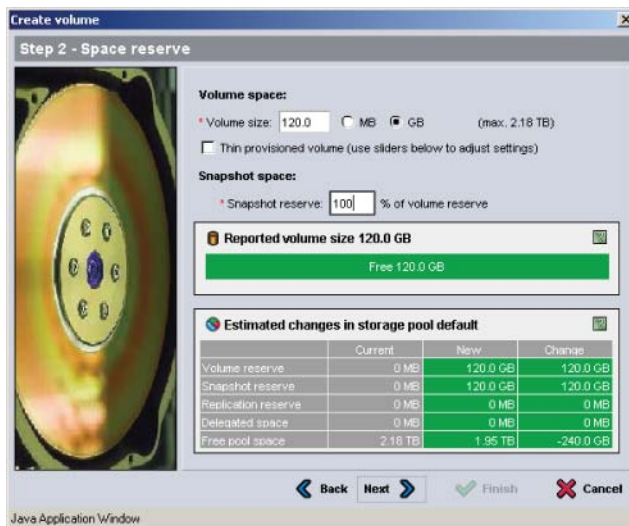 Create volume
Step 2 - Space reserve
Volume space:
* Volume size: 120.0 MB GB (max. 2.18 TB)
Thin provisioned volume (use sliders below to adjust settings)
Snapshot space:
* Snapshot reserve: 100 % of volume reserve
Reported volume size 120.0 GB
Free 120.0 GB
Estimated changes in storage pool default
Current New Change
Volume reserve 0 MB 120.0 GB 120.0 GB
Snapshot reserve 0 MB 120.0 GB 120.0 GB
Replication reserve 0 MB 0 MB 0 MB
Delegated space 0 MB 0 MB 0 MB
Free pool space 2.18 TB 1.95 TB -240.0 GB
Back Next Finish Cancel
Java Application Window